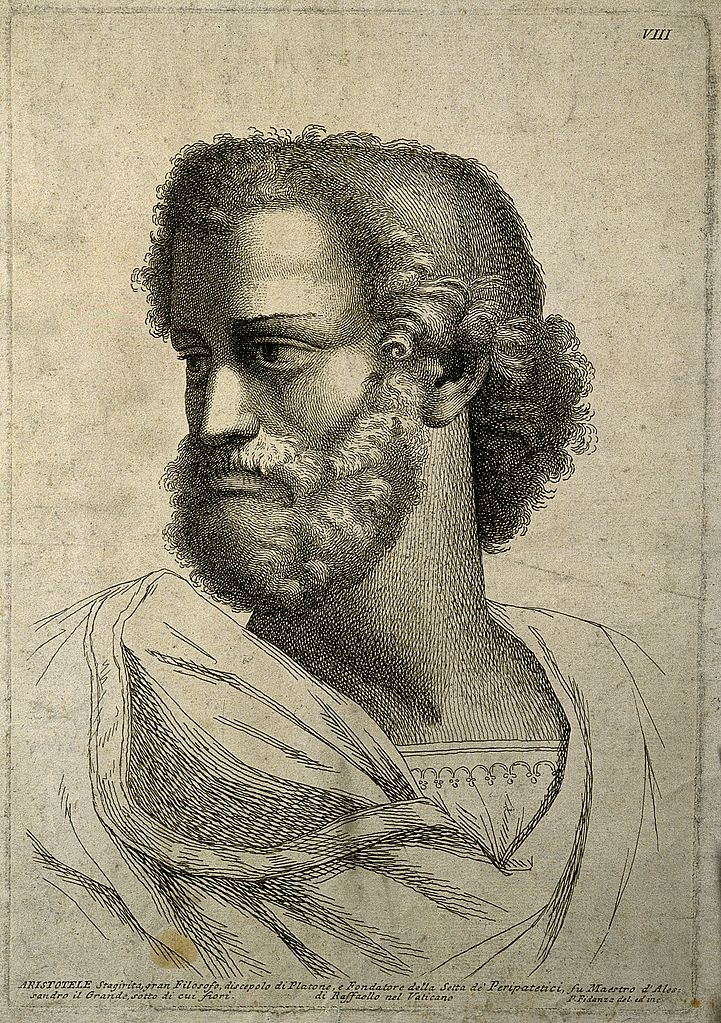 VIII
ARISTOTELE Stagirita, gran Filosofo, discepolo di Platone, e Fondatore della Setta de' Peripatetici, fu Maestro d'Ales-
sandro il Grande, sotto di cui fiorì. di Raffaello nel Vaticano P. Fidanza del. ed inc.